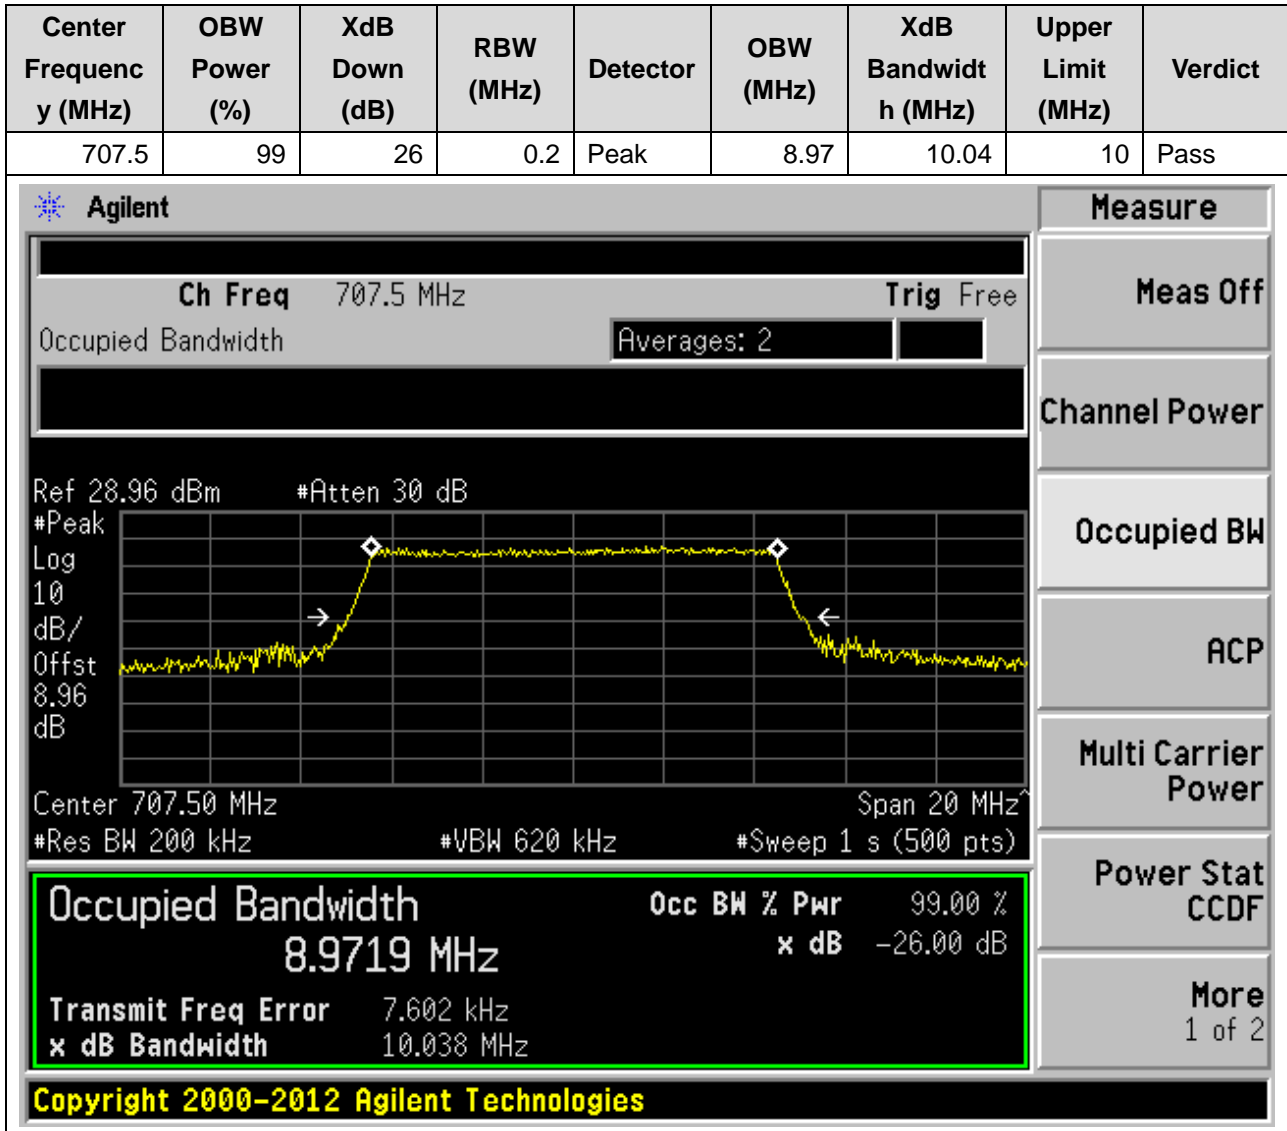 Center Frequenc y (MHz) OBW Power (%) XdB Down (dB) RBW (MHz) Detector OBW (MHz) XdB Bandwidt h (MHz) Upper Limit (MHz) Verdict
707.5 99 26 0.2 Peak 8.97 10.04 10 Pass
Agilent
Measure
Ch Freq 707.5 MHz Trig Free
Occupied Bandwidth Averages: 2
Meas Off
Channel Power
Occupied BW
ACP
Multi Carrier
Power
Power Stat
CCDF
More
1 of 2
Ref 28.96 dBm #Atten 30 dB
#Peak
Log
10
dB/
Offst
8.96
dB
Center 707.50 MHz Span 20 MHz^
#Res BW 200 kHz #VBW 620 kHz #Sweep 1 s (500 pts)
Occupied Bandwidth Occ BW % Pwr 99.00 %
8.9719 MHz x dB -26.00 dB
Transmit Freq Error 7.602 kHz
x dB Bandwidth 10.038 MHz
Copyright 2000-2012 Agilent Technologies